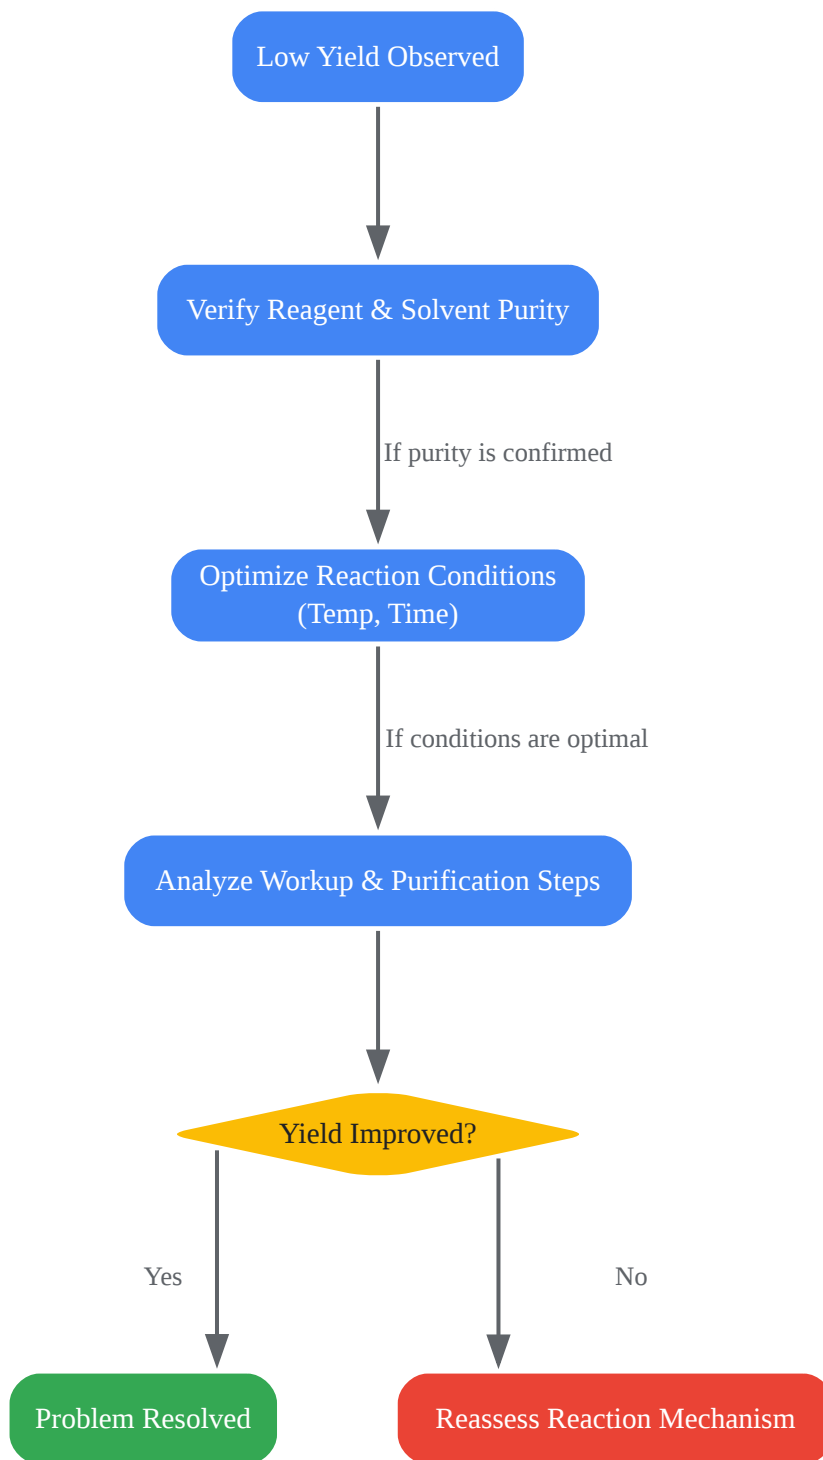 Low Yield Observed
Verify Reagent & Solvent Purity
If purity is confirmed
Optimize Reaction Conditions
(Temp, Time)
If conditions are optimal
Analyze Workup & Purification Steps
Yield Improved?
Yes
No
Problem Resolved
Reassess Reaction Mechanism